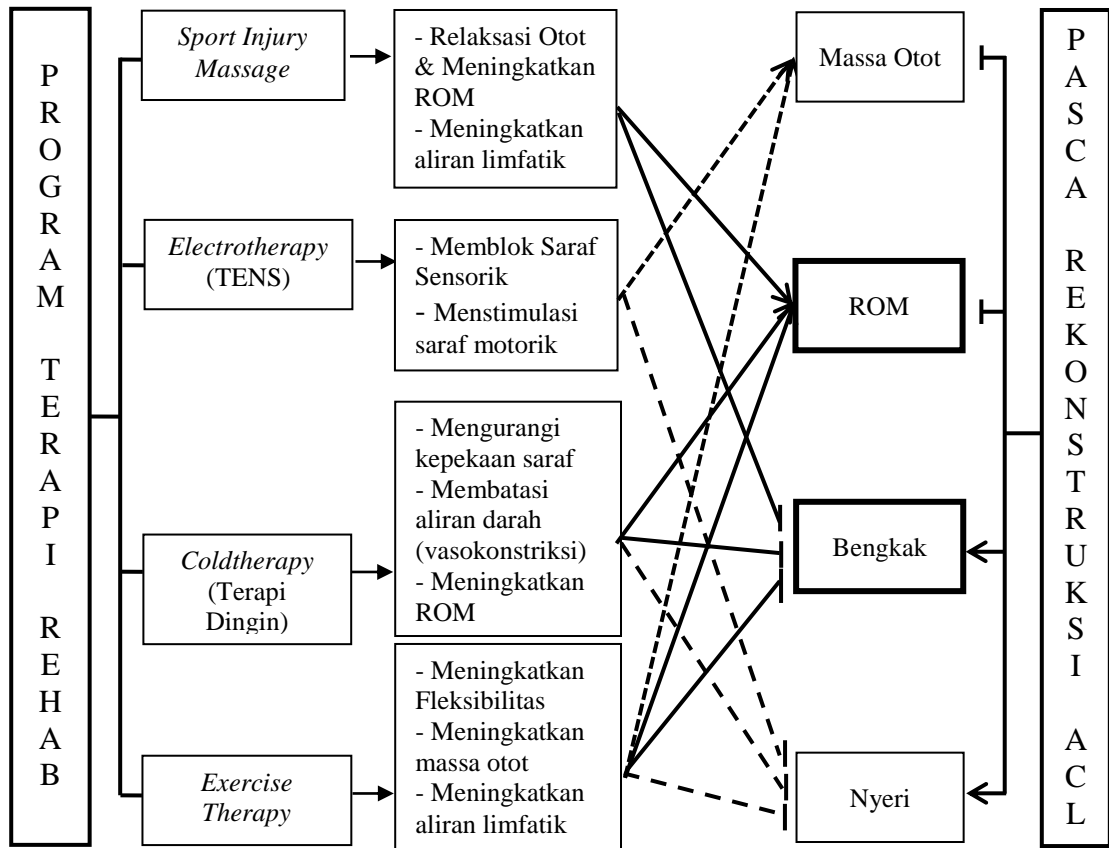 PROGRAM TERAPI REHAB
Sport Injury
Massage
- Relaksasi Otot
& Meningkatkan
ROM
- Meningkatkan
aliran limfatik
Electrotherapy
(TENS)
- Memblok Saraf
Sensorik
- Menstimulasi
saraf motorik
Coldtherapy
(Terapi
Dingin)
- Mengurangi
kepekaan saraf
- Membatasi
aliran darah
(vasokonstriksi)
- Meningkatkan
ROM
Exercise
Therapy
- Meningkatkan
Fleksibilitas
- Meningkatkan
massa otot
- Meningkatkan
aliran limfatik
Massa Otot
ROM
Bengkak
Nyeri
PASCA REKONSTRUKSI ACL